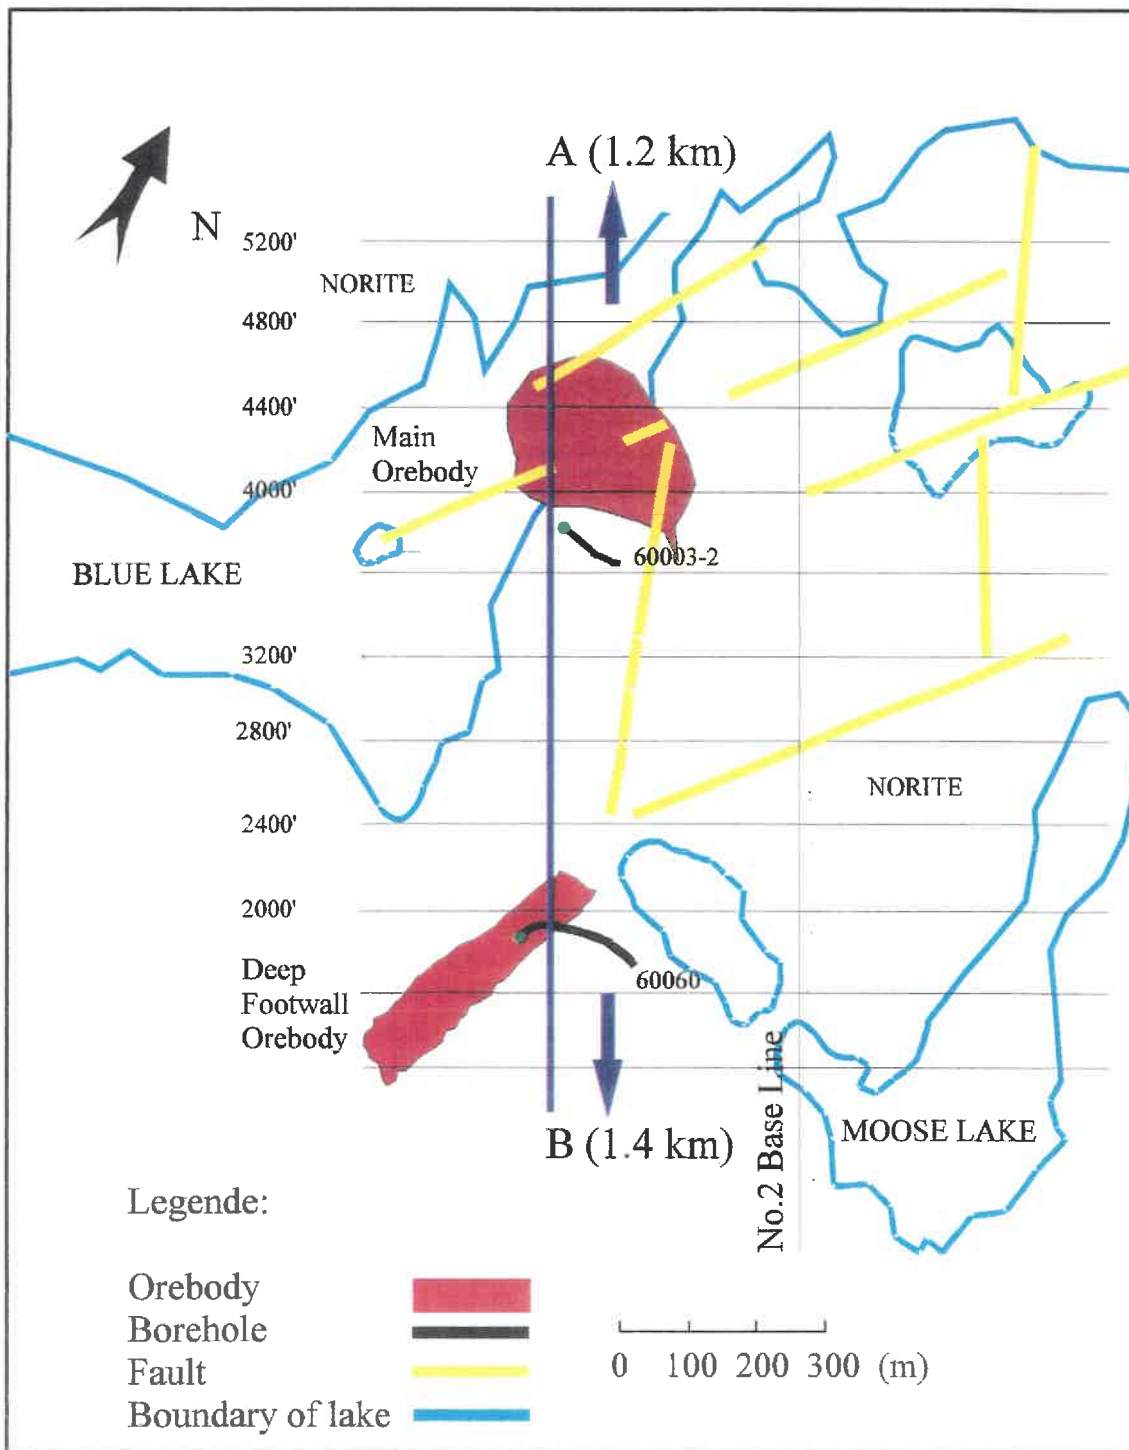 A (1.2 km)
N
5200'
NORITE
4800'
4400'
Main
Orebody
4000'
60003-2
BLUE LAKE
3200'
2800'
NORITE
2400'
2000'
Deep
Footwall
Orebody
60060
No.2 Base Line
B (1.4 km)
MOOSE LAKE
Legende:
Orebody
Borehole
Fault
Boundary of lake
0 100 200 300 (m)